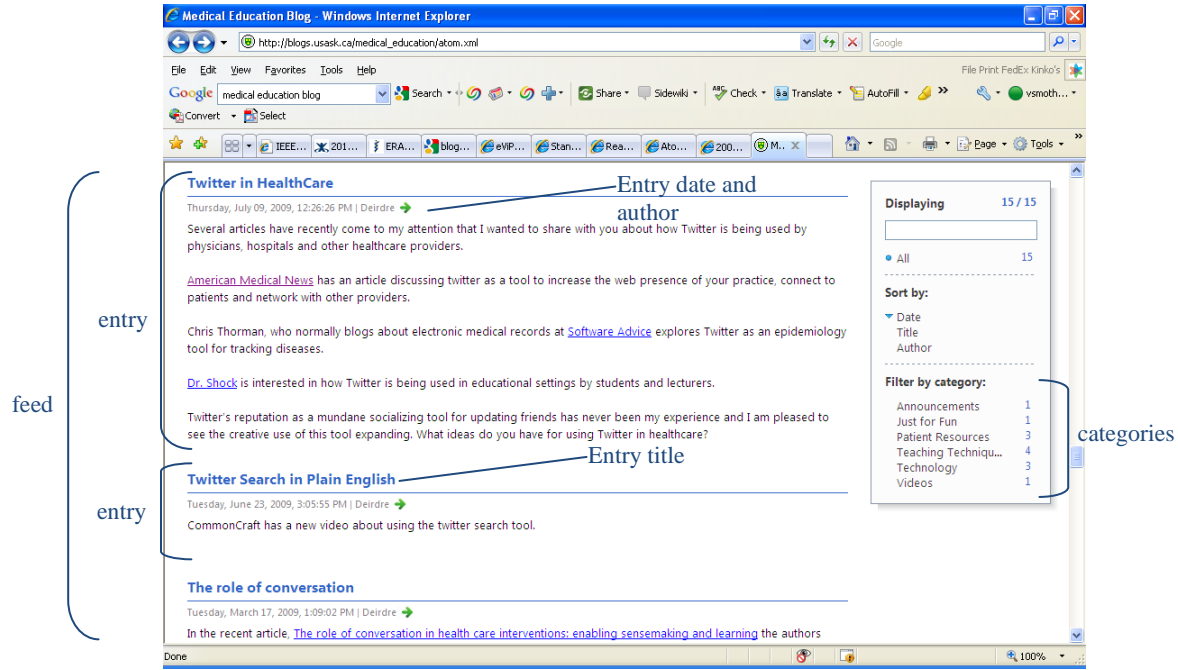 Medical Education Blog - Windows Internet Explorer
http://blogs.usask.ca/medical_education/atom.xml
Google
File Edit View Favorites Tools Help
File Print FedEx Kinko's
Google medical education blog Search Share Sidewiki Check Translate AutoFill » vsmoth...
Convert Select
IEEE... 201... ERA... blog... eViP... Stan... Rea... Ato... 200... M.. X Page Tools »
Twitter in HealthCare
Thursday, July 09, 2009, 12:26:26 PM | Deirdre
Several articles have recently come to my attention that I wanted to share with you about how Twitter is being used by
physicians, hospitals and other healthcare providers.
American Medical News has an article discussing twitter as a tool to increase the web presence of your practice, connect to
patients and network with other providers.
Chris Thorman, who normally blogs about electronic medical records at Software Advice explores Twitter as an epidemiology
tool for tracking diseases.
Dr. Shock is interested in how Twitter is being used in educational settings by students and lecturers.
Twitter's reputation as a mundane socializing tool for updating friends has never been my experience and I am pleased to
see the creative use of this tool expanding. What ideas do you have for using Twitter in healthcare?
Twitter Search in Plain English
Tuesday, June 23, 2009, 3:05:55 PM | Deirdre
CommonCraft has a new video about using the twitter search tool.
The role of conversation
Tuesday, March 17, 2009, 1:09:02 PM | Deirdre
In the recent article, The role of conversation in health care interventions: enabling sensemaking and learning the authors
Displaying 15 / 15
All 15
Sort by:
Date
Title
Author
Filter by category:
Announcements 1
Just for Fun 1
Patient Resources 3
Teaching Techniqu... 4
Technology 3
Videos 1
Done
100%
Entry date and
author
Entry title
entry
entry
feed
categories